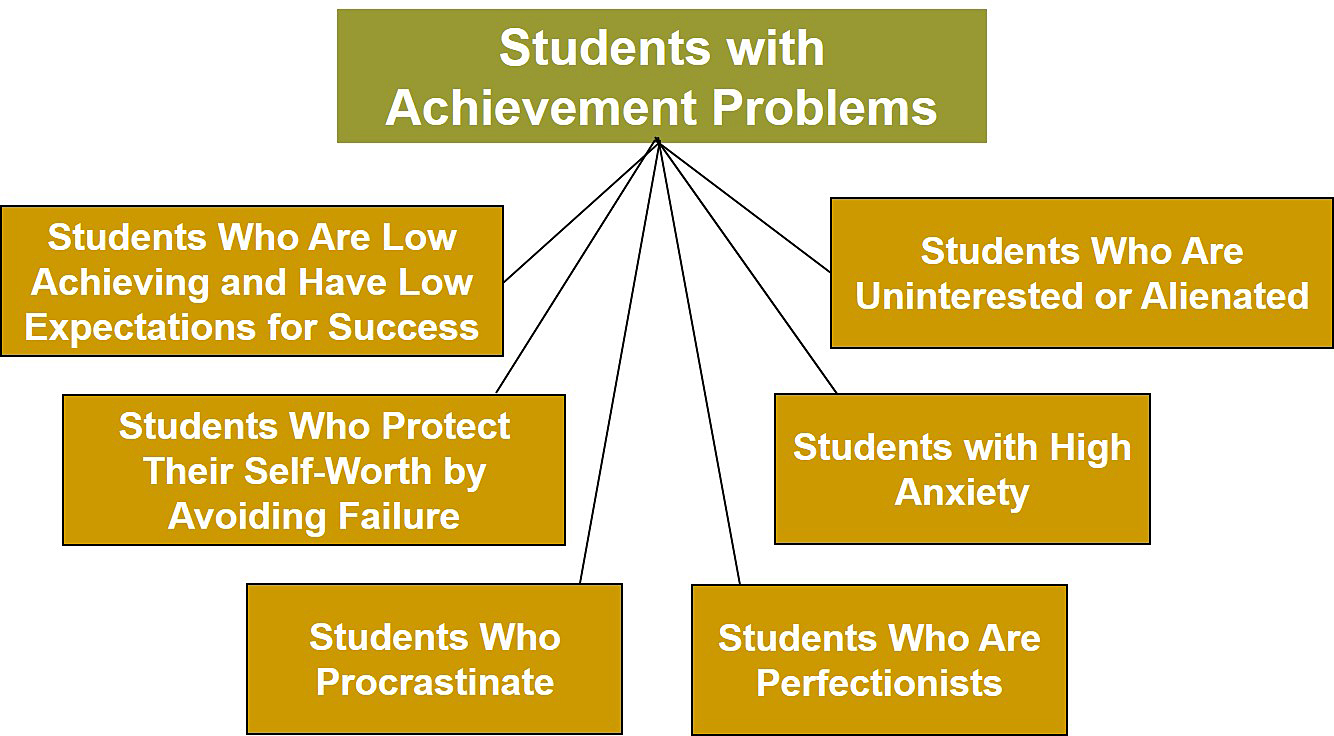 Students with
Achievement Problems
Students Who Are Low
Achieving and Have Low
Expectations for Success
Students Who Are
Uninterested or Alienated
Students Who Protect
Their Self-Worth by
Avoiding Failure
Students with High
Anxiety
Students Who
Procrastinate
Students Who Are
Perfectionists